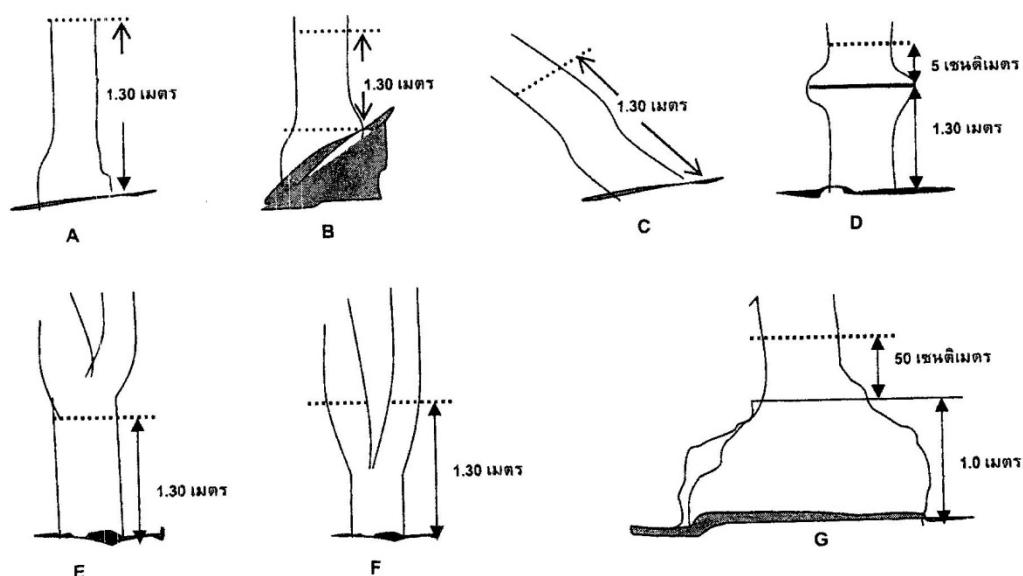 1.30 เมตร
A
1.30 เมตร
B
1.30 เมตร
C
5 เซนติเมตร
1.30 เมตร
D
1.30 เมตร
E
1.30 เมตร
F
50 เซนติเมตร
1.0 เมตร
G